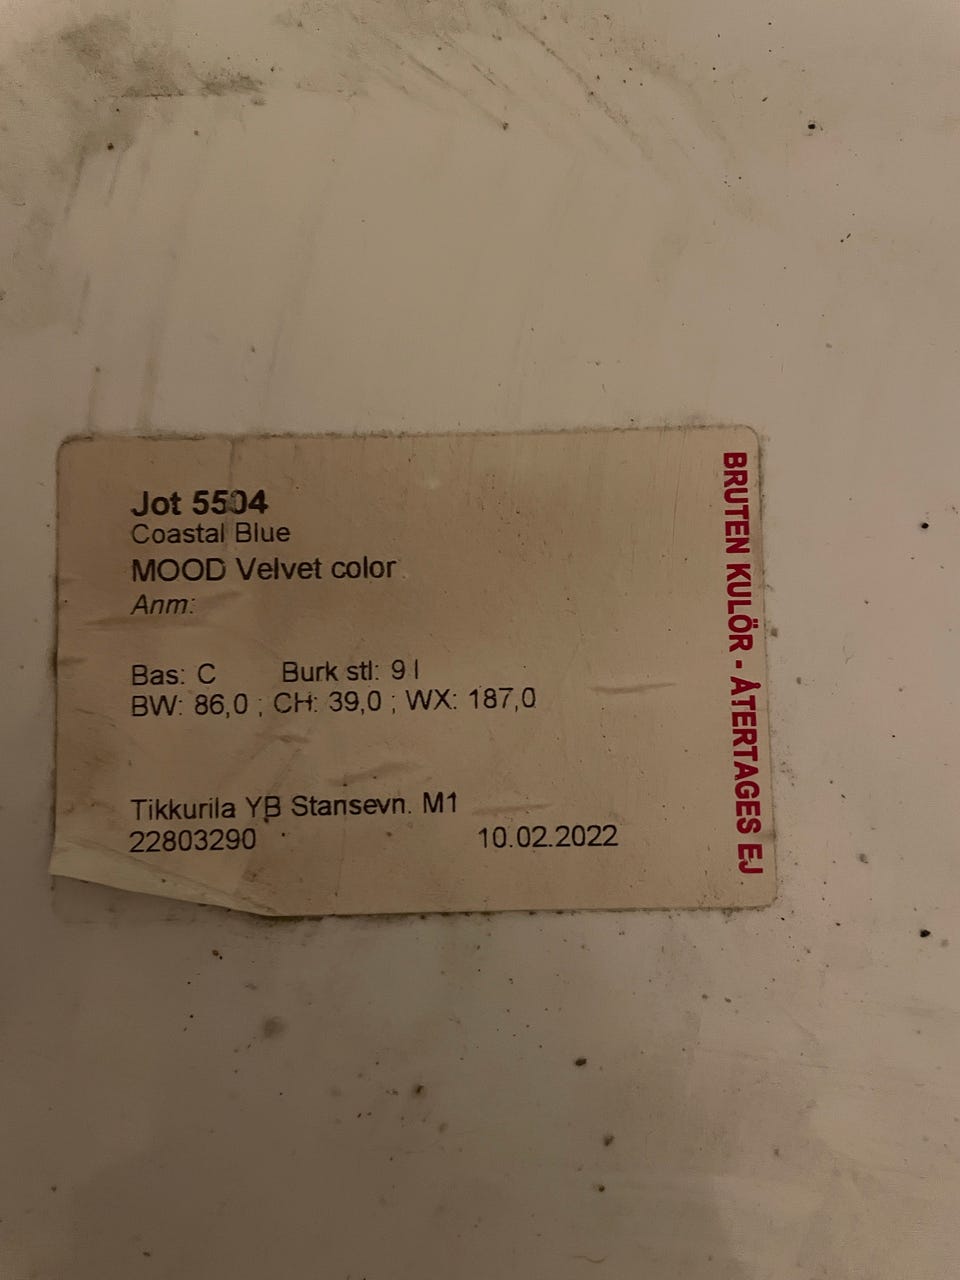 Jot 5504
Coastal Blue
MOOD Velvet color
Anm:
Bas: C Burk stl: 9 l
BW: 86,0 ; CH: 39,0 ; WX: 187,0
Tikkurila YB Stansevn. M1
22803290 10.02.2022
BRUTEN KULÖR - ÅTERTAGES EJ